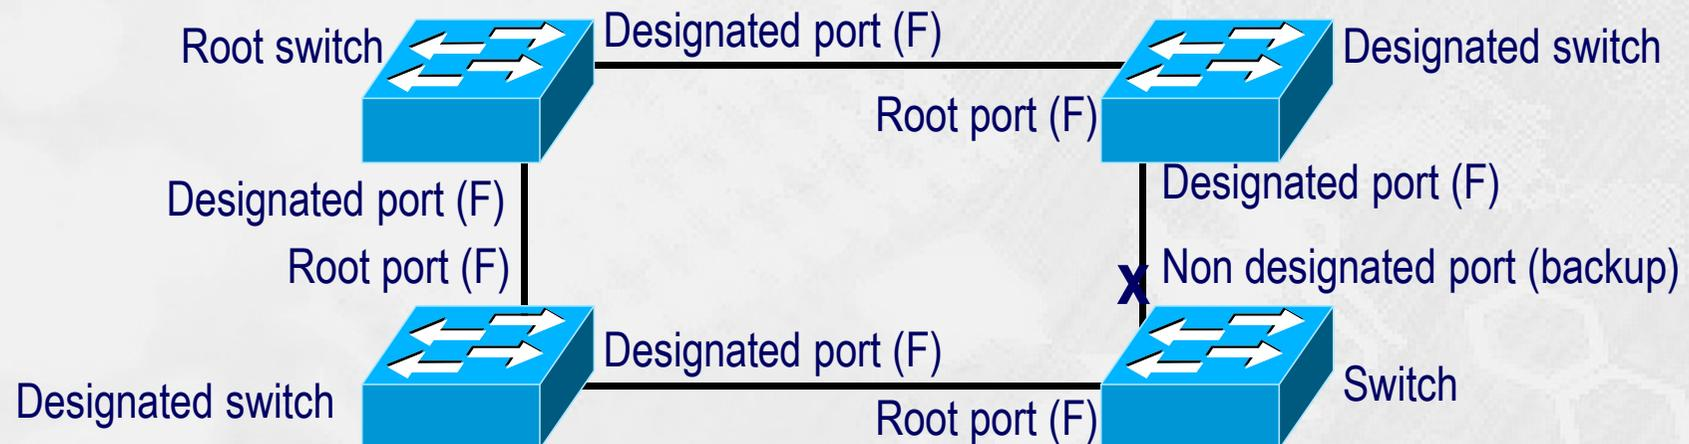 Root switch
Designated port (F)
Designated switch
Root port (F)
Designated port (F)
Designated port (F)
Root port (F)
X
Non designated port (backup)
Designated port (F)
Designated switch
Root port (F)
Switch